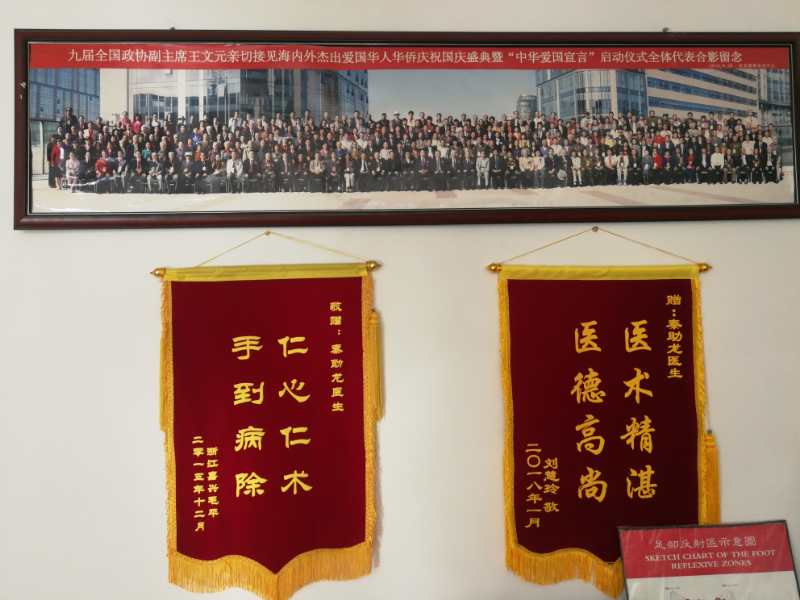 九届全国政协副主席王文元亲切接见海内外杰出爱国华人华侨庆祝国庆盛典暨“中华爱国宣言”启动仪式全体代表合影留念
敬赠：秦助龙医生
仁心仁术
手到病除
浙江嘉兴毛平
二零一五年十二月
赠：秦助龙医生
医术精湛
医德高尚
刘慧玲 敬
二〇一八年一月
足部反射区示意图
SKETCH CHART OF THE FOOT
REFLEXIVE ZONES